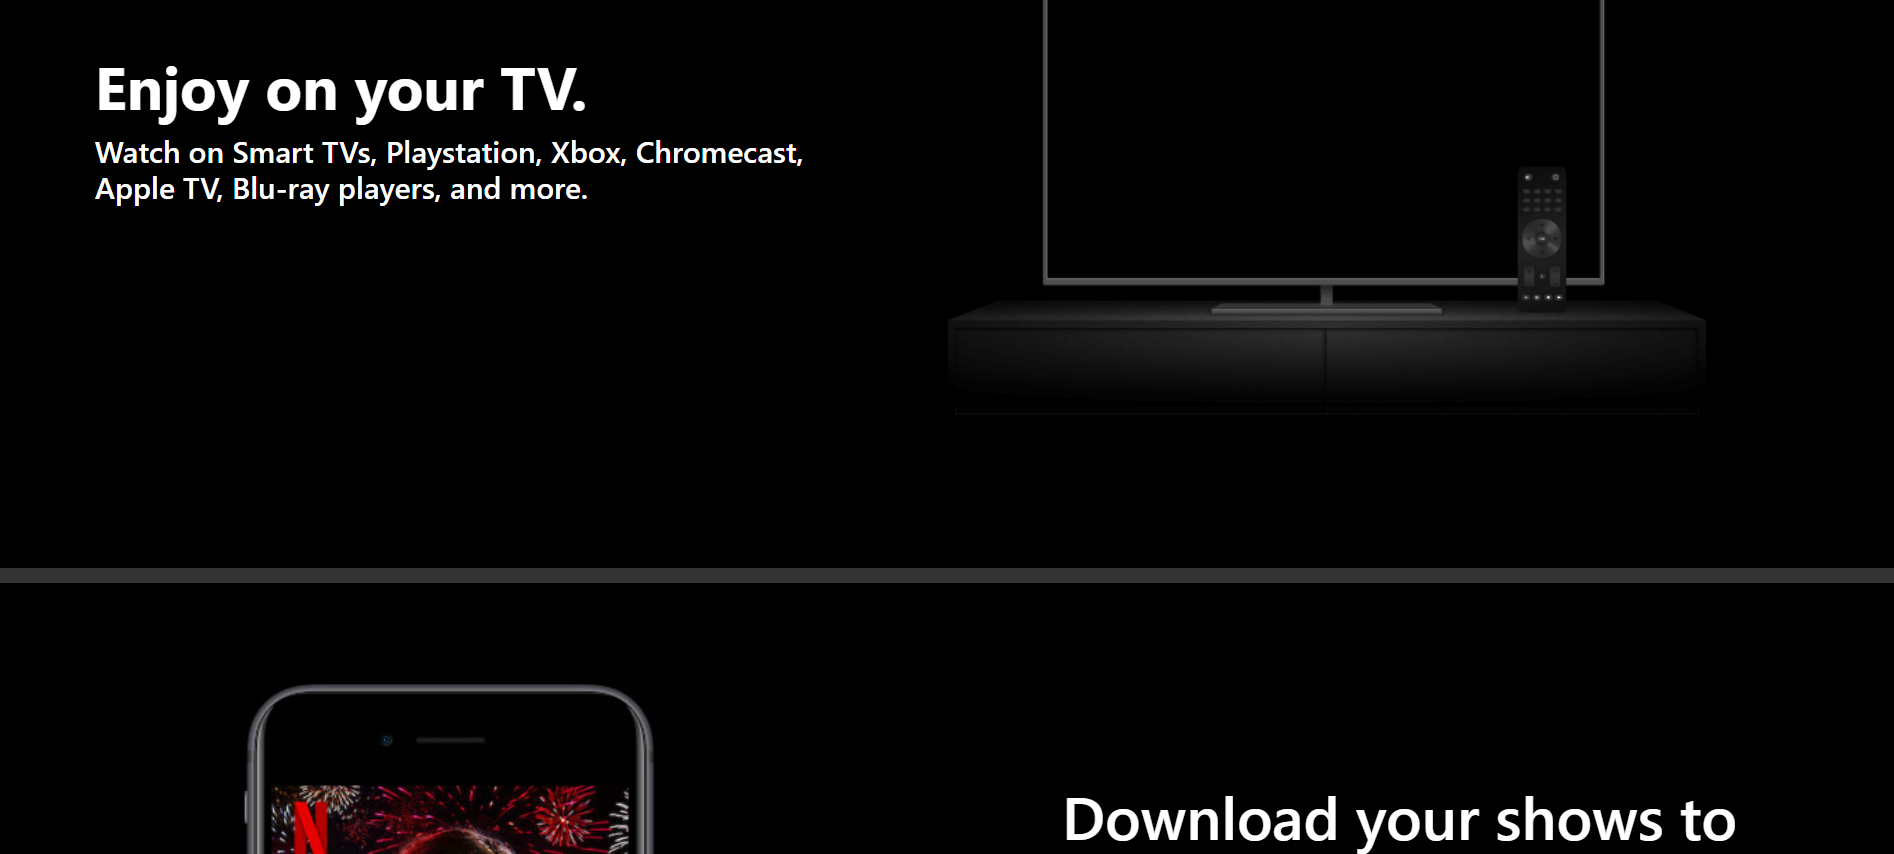 Enjoy on your TV.
Watch on Smart TVs, Playstation, Xbox, Chromecast,
Apple TV, Blu-ray players, and more.
N
Download your shows to